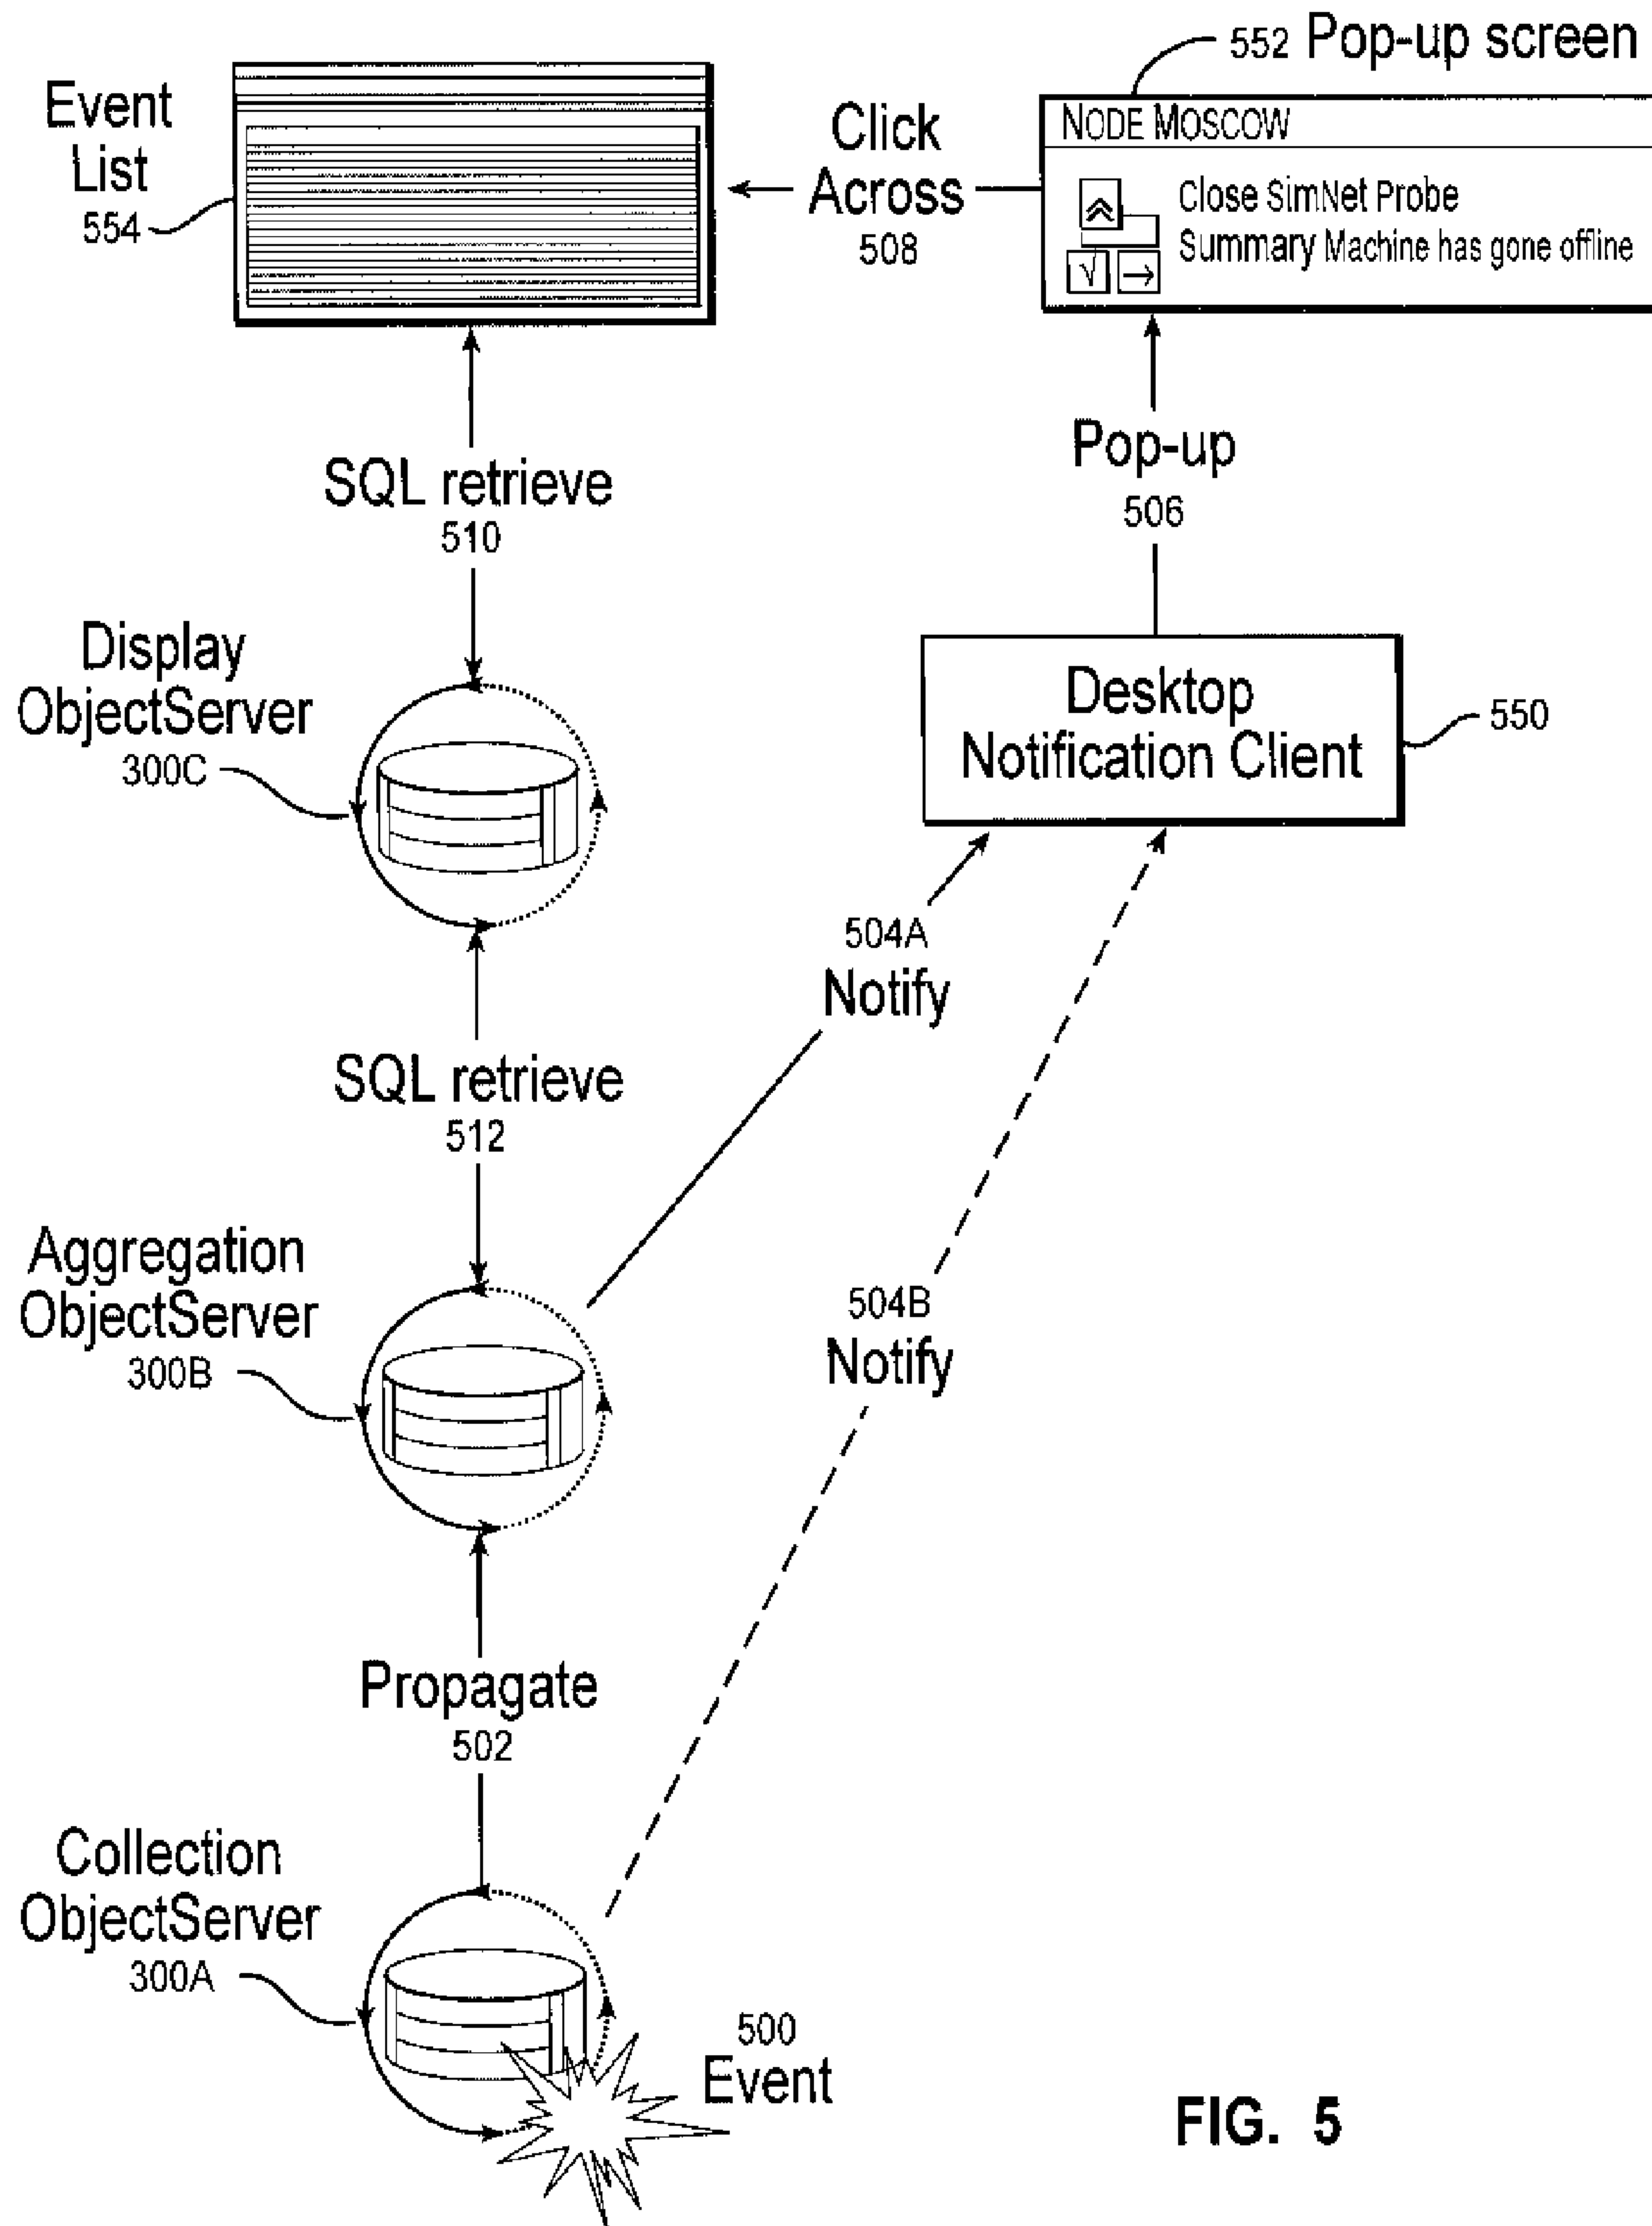 552 Pop-up screen
Event
List
554
Click
Across
508
NODE MOSCOW
Close SimNet Probe
Summary Machine has gone offline
√ →
SQL retrieve
510
Pop-up
506
Display
ObjectServer
300C
Desktop
Notification Client
550
504A
Notify
SQL retrieve
512
Aggregation
ObjectServer
300B
504B
Notify
Propagate
502
Collection
ObjectServer
300A
500
Event
FIG. 5